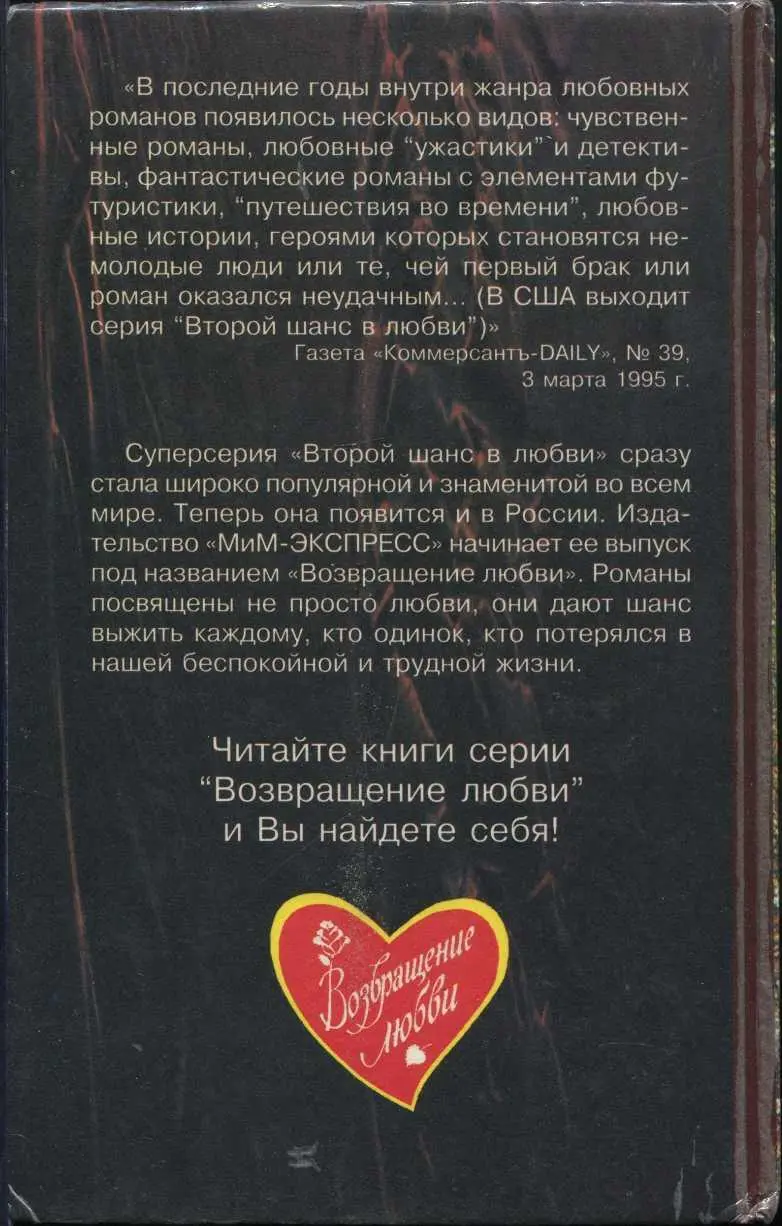 «В последние годы внутри жанра любовных
романов появилось несколько видов: чувствен-
ные романы, любовные “ужастики” и детекти-
вы, фантастические романы с элементами фу-
туристики, “путешествия во времени”, любов-
ные истории, героями которых становятся не-
молодые люди или те, чей первый брак или
роман оказался неудачным... (В США выходит
серия “Второй шанс в любви”)»
Газета «Коммерсантъ-DAILY», № 39,
3 марта 1995 г.
Суперсерия «Второй шанс в любви» сразу
стала широко популярной и знаменитой во всем
мире. Теперь она появится и в России. Изда-
тельство «МиМ-ЭКСПРЕСС» начинает ее выпуск
под названием «Возвращение любви». Романы
посвящены не просто любви, они дают шанс
выжить каждому, кто одинок, кто потерялся в
нашей беспокойной и трудной жизни.
Читайте книги серии
“Возвращение любви”
и Вы найдете себя!
Возвращение
любви